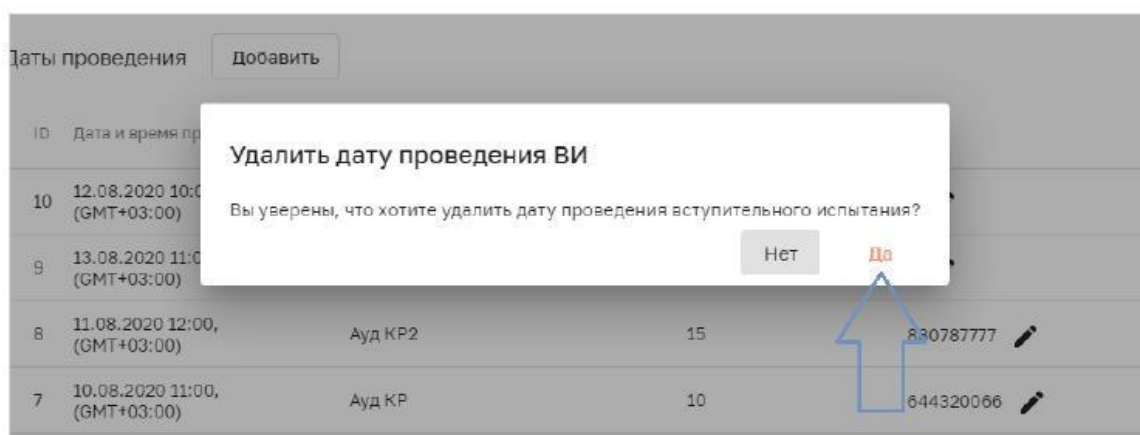 Даты проведения Добавить
ID Дата и время пр
Удалить дату проведения ВИ
Вы уверены, что хотите удалить дату проведения вступительного испытания?
Нет Да
10 12.08.2020 10:0
(GMT+03:00)
9 13.08.2020 11:0
(GMT+03:00)
8 11.08.2020 12:00, Ауд КР2 15 830787777
(GMT+03:00)
7 10.08.2020 11:00, Ауд КР 10 644320066
(GMT+03:00)